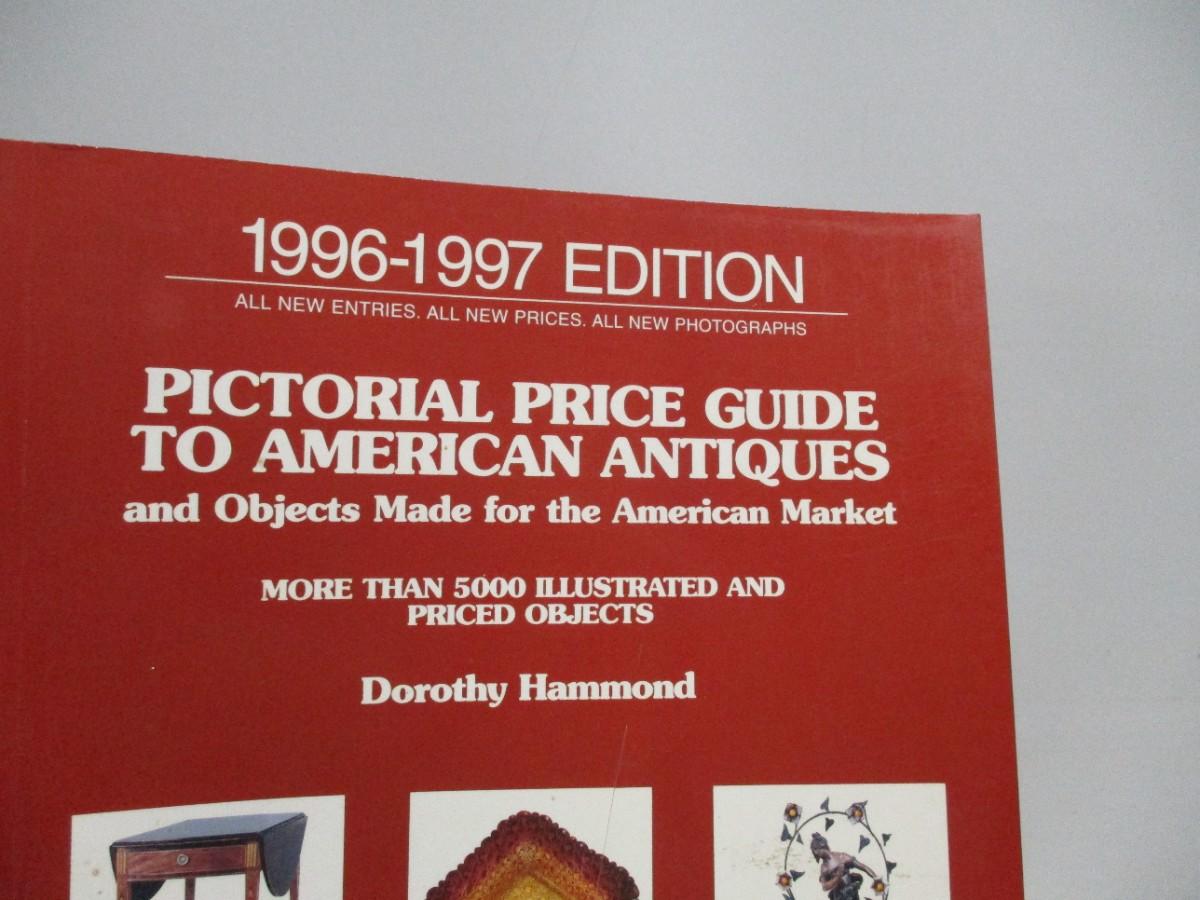 1996-1997 EDITION
ALL NEW ENTRIES. ALL NEW PRICES. ALL NEW PHOTOGRAPHS
PICTORIAL PRICE GUIDE
TO AMERICAN ANTIQUES
and Objects Made for the American Market
MORE THAN 5000 ILLUSTRATED AND
PRICED OBJECTS
Dorothy Hammond